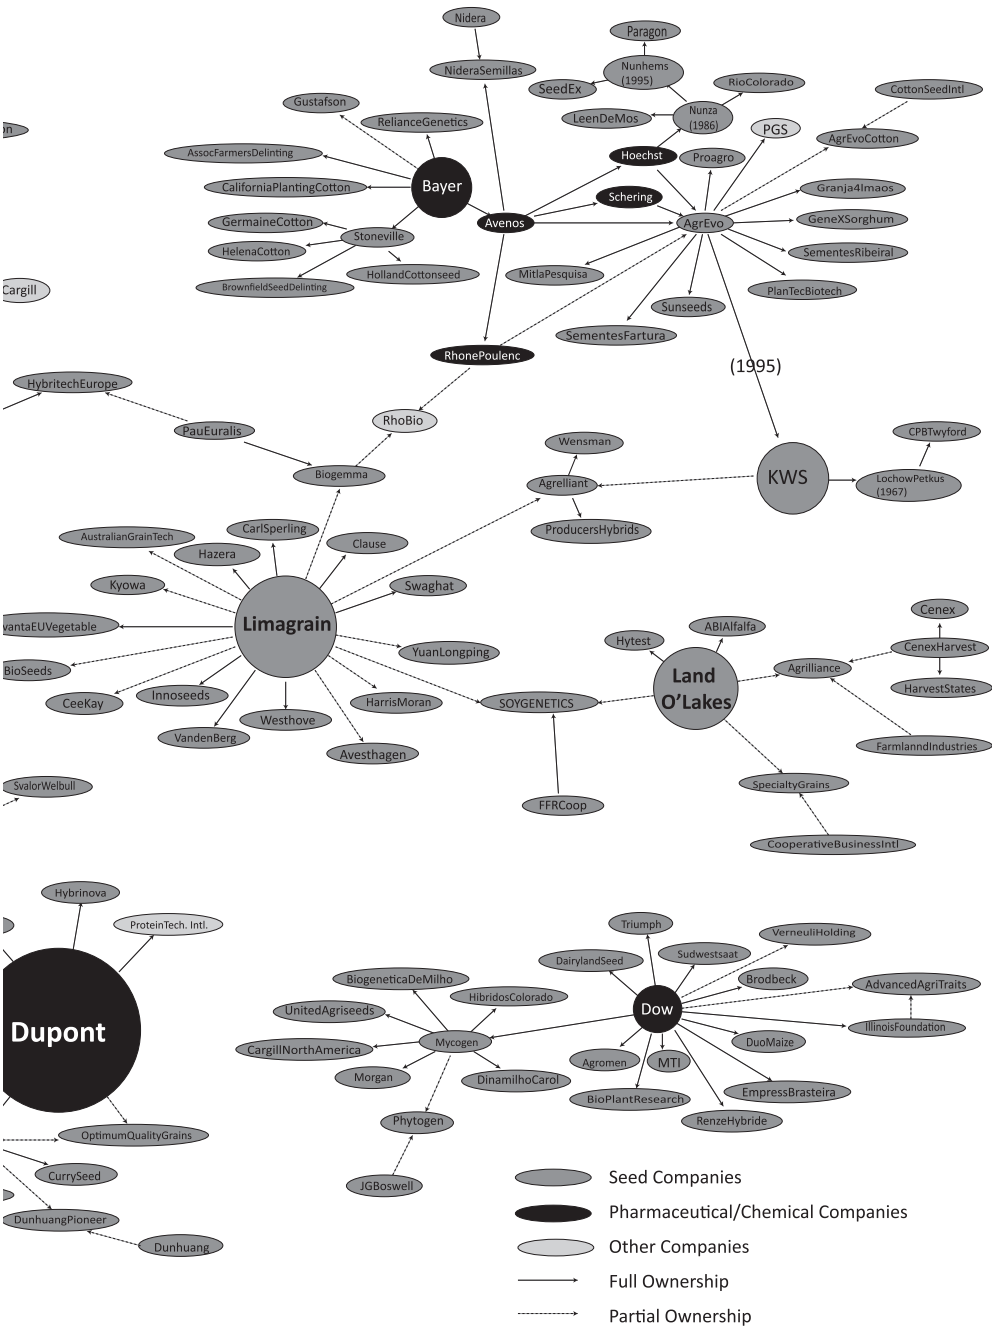 Nidera
Paragon
NideraSemillas
Nunhems
(1995)
SeedEx
RioColorado
CottonSeedIntl
Gustafson
RelianceGenetics
LeenDeMos
Nunza
(1986)
PGS
AgrEvoCotton
on
AssocFarmersDelinting
Hoechst
Proagro
CaliforniaPlantingCotton
Bayer
Schering
Granja4Imaos
GermaineCotton
Avenos
AgrEvo
GeneXSorghum
Stoneville
HelenaCotton
SementesRibeiral
HollandCottonseed
MitlaPesquisa
BrownfieldSeedDelinting
PlanTecBiotech
Cargill
Sunseeds
SementesFartura
RhonePoulenc
(1995)
HybritechEurope
RhoBio
PauEuralis
CPBTwyford
Wensman
Biogemma
Agrelliant
KWS
LochowPetkus
(1967)
CarlSperling
ProducersHybrids
AustralianGrainTech
Hazera
Clause
Kyowa
Swaghat
Cenex
vantaEUVegetable
Limagrain
ABIAlfalfa
Hytest
CenexHarvest
YuanLongping
BioSeeds
Agrilliance
Land
O'Lakes
HarvestStates
Innoseeds
CeeKay
HarrisMoran
SOYGENETICS
Westhove
VandenBerg
Avesthagen
FarmlanndIndustries
SvalorWelbull
SpecialtyGrains
FFRCoop
CooperativeBusinessIntl
Hybrinova
ProteinTech. Intl.
Triumph
VerneuliHolding
DairylandSeed
Sudwestsaat
BiogeneticaDeMilho
Brodbeck
AdvancedAgriTraits
HibridosColorado
UnitedAgriseeds
Dow
Dupont
IllinoisFoundation
Mycogen
DuoMaize
CargillNorthAmerica
Agromen
MTI
Morgan
DinamilhoCarol
EmpressBrasteira
BioPlantResearch
Phytogen
RenzeHybride
OptimumQualityGrains
CurrySeed
JGBoswell
DunhuangPioneer
Dunhuang
Seed Companies
Pharmaceutical/Chemical Companies
Other Companies
Full Ownership
Partial Ownership